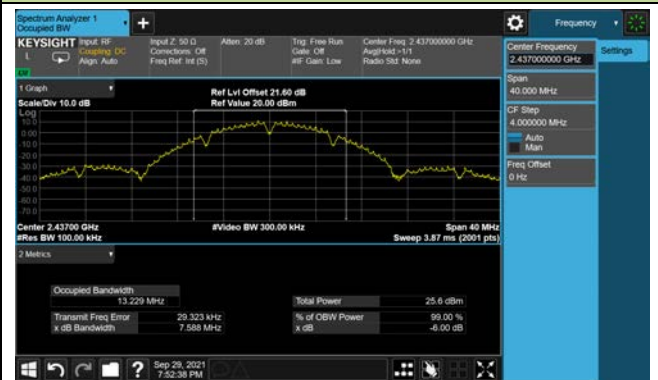 Spectrum Analyzer 1
Occupied BW
+
Frequency
KEYSIGHT Input: RF Input Z: 50 Ω Atten: 20 dB Trig: Free Run Center Freq: 2.437000000 GHz
L Coupling: DC Corrections: Off Gate: Off Avg|Hold:>1/1
Align: Auto Freq Ref: Int (S) #IF Gain: Low Radio Std: None
Center Frequency
2.437000000 GHz
Settings
Span
40.000 MHz
CF Step
4.000000 MHz
Auto
Man
Freq Offset
0 Hz
1 Graph
Ref Lvl Offset 21.60 dB
Scale/Div 10.0 dB Ref Value 20.00 dBm
Log
10.0
0.00
-10.0
-20.0
-30.0
-40.0
-50.0
-60.0
-70.0
Center 2.43700 GHz #Video BW 300.00 kHz Span 40 MHz
#Res BW 100.00 kHz Sweep 3.87 ms (2001 pts)
2 Metrics
Occupied Bandwidth
13.229 MHz Total Power 25.6 dBm
Transmit Freq Error 29.323 kHz % of OBW Power 99.00 %
x dB Bandwidth 7.588 MHz x dB -6.00 dB
? Sep 29, 2021
7:52:38 PM